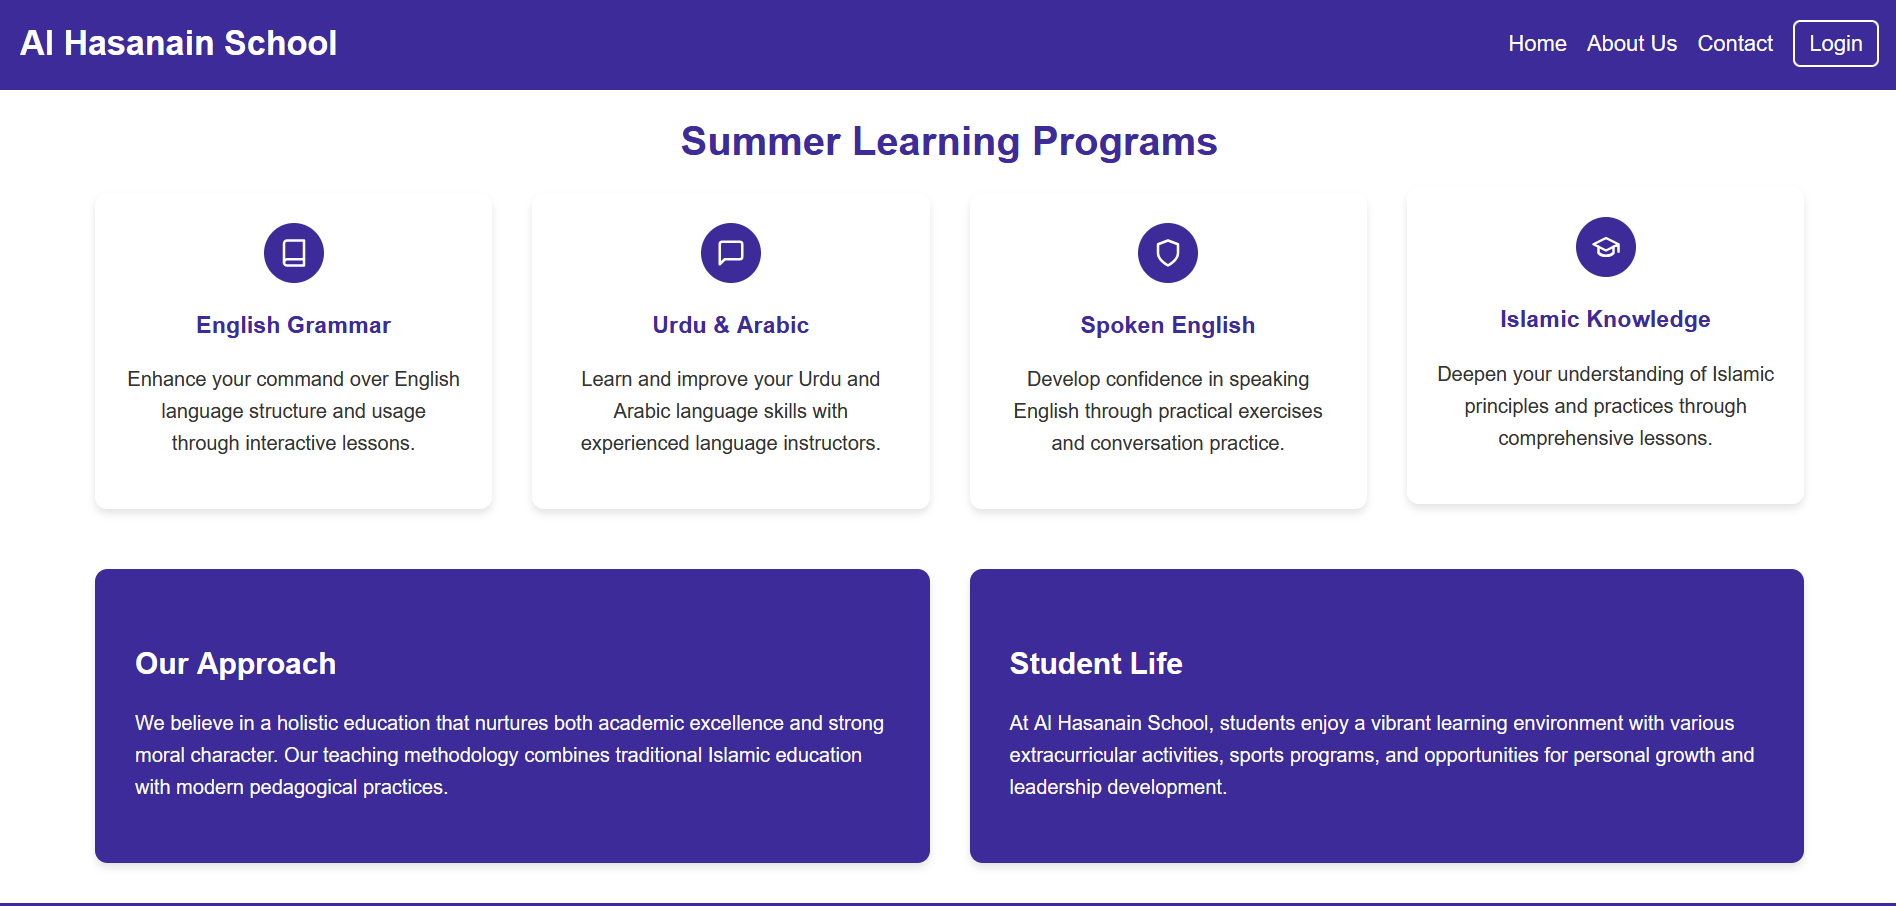 Al Hasanain School
Home
About Us
Contact
Login
Summer Learning Programs
English Grammar
Enhance your command over English
language structure and usage
through interactive lessons.
Urdu & Arabic
Learn and improve your Urdu and
Arabic language skills with
experienced language instructors.
Spoken English
Develop confidence in speaking
English through practical exercises
and conversation practice.
Islamic Knowledge
Deepen your understanding of Islamic
principles and practices through
comprehensive lessons.
Our Approach
We believe in a holistic education that nurtures both academic excellence and strong
moral character. Our teaching methodology combines traditional Islamic education
with modern pedagogical practices.
Student Life
At Al Hasanain School, students enjoy a vibrant learning environment with various
extracurricular activities, sports programs, and opportunities for personal growth and
leadership development.